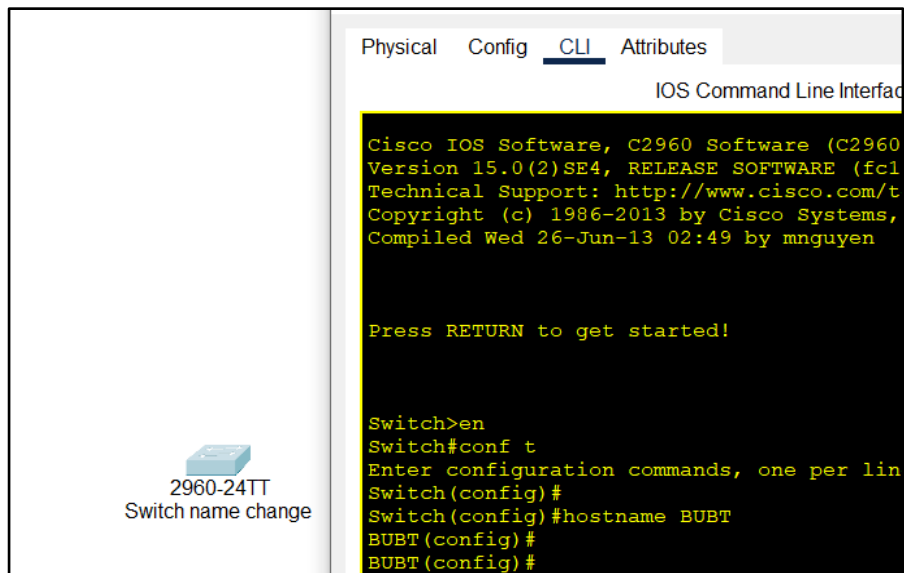 Physical Config CLI Attributes
IOS Command Line Interfac
Cisco IOS Software, C2960 Software (C2960
Version 15.0(2)SE4, RELEASE SOFTWARE (fc1
Technical Support: http://www.cisco.com/t
Copyright (c) 1986-2013 by Cisco Systems,
Compiled Wed 26-Jun-13 02:49 by mnguyen
Press RETURN to get started!
Switch>en
Switch#conf t
Enter configuration commands, one per lin
Switch(config)#
Switch(config)#hostname BUBT
BUBT(config)#
BUBT(config)#
2960-24TT
Switch name change